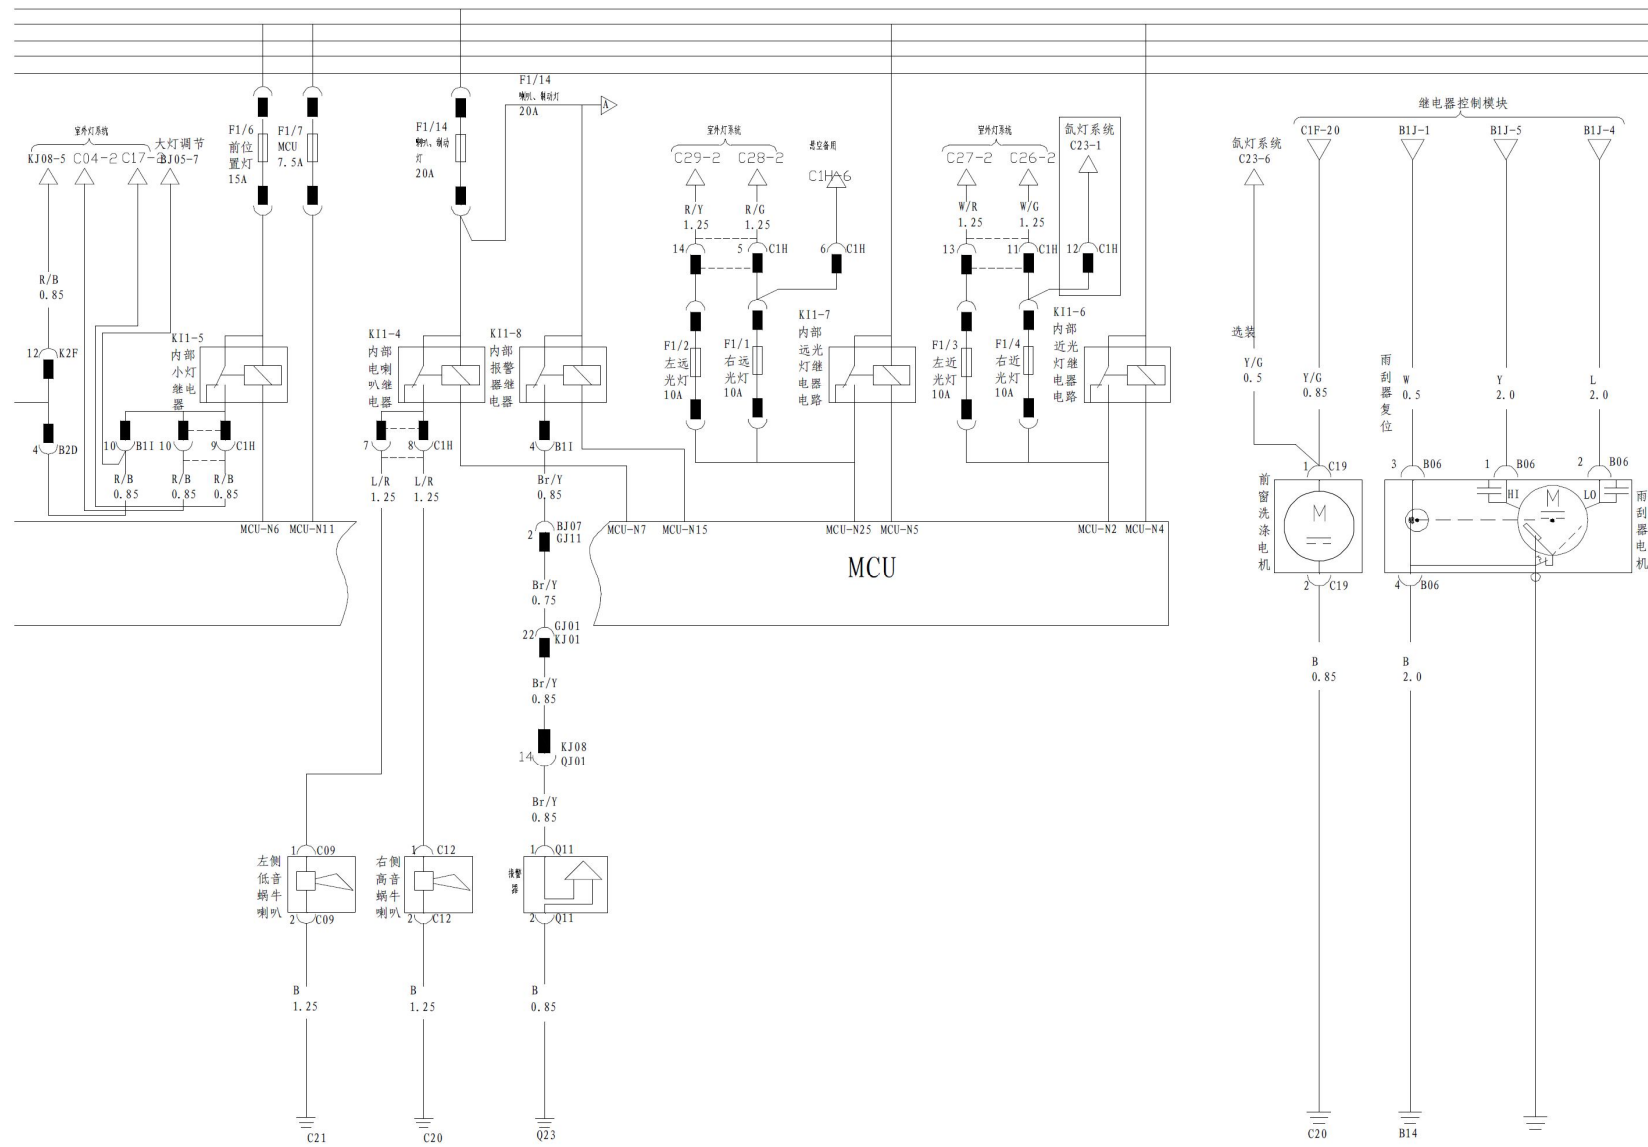 F1/14
喇叭、制动灯
20A
A
继电器控制模块
C1F-20
B1J-1
B1J-5
B1J-4
室外灯系统
KJ08-5
C04-2
C17-2
大灯调节
BJ05-7
F1/6
前位
置灯
15A
F1/7
MCU
7.5A
F1/14
喇叭、制动
灯
20A
室外灯系统
C29-2
C28-2
悬空备用
C1H-6
室外灯系统
C27-2
C26-2
氙灯系统
C23-1
氙灯系统
C23-6
R/Y
1.25
R/G
1.25
W/R
1.25
W/G
1.25
14
5
C1H
6
C1H
13
11
C1H
12
C1H
R/B
0.85
12
K2F
4
B2D
KI1-5
内部
小灯
继电
器
KI1-4
内部
电喇
叭继
电器
KI1-8
内部
报警
器继
电器
F1/2
左远
光灯
10A
F1/1
右远
光灯
10A
KI1-7
内部
远光
灯继
电器
电路
F1/3
左近
光灯
10A
F1/4
右近
光灯
10A
KI1-6
内部
近光
灯继
电器
电路
选装
Y/G
0.5
Y/G
0.85
雨刮器复位
W
0.5
Y
2.0
L
2.0
10
B1I
10
9
C1H
7
8
C1H
4
B1I
R/B
0.85
R/B
0.85
R/B
0.85
L/R
1.25
L/R
1.25
Br/Y
0.85
1
C19
3
B06
1
B06
2
B06
前窗洗涤电机
M
HI
M
LO
雨刮器电机
2
C19
4
B06
MCU-N6
MCU-N11
MCU-N7
MCU-N15
MCU-N25
MCU-N5
MCU-N2
MCU-N4
MCU
2
BJ07
GJ11
Br/Y
0.75
22
GJ01
KJ01
Br/Y
0.85
14
KJ08
QJ01
Br/Y
0.85
B
0.85
B
2.0
左侧
低音
蜗牛
喇叭
1
C09
2
C09
右侧
高音
蜗牛
喇叭
1
C12
2
C12
报警
器
1
Q11
2
Q11
B
1.25
B
1.25
B
0.85
C21
C20
Q23
C20
B14